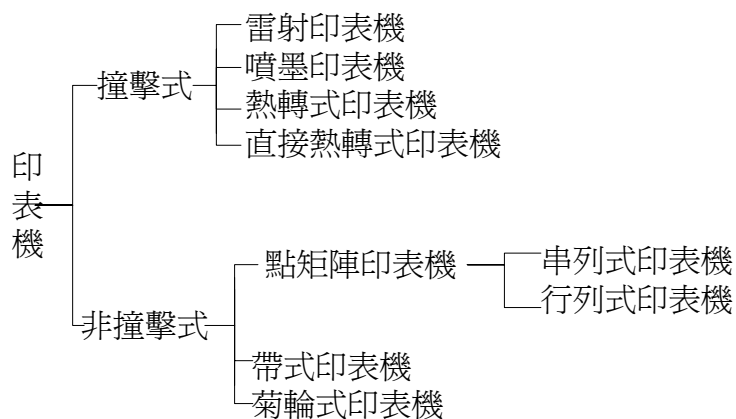 印表機
撞擊式
雷射印表機
噴墨印表機
熱轉式印表機
直接熱轉式印表機
非撞擊式
點矩陣印表機
串列式印表機
行列式印表機
帶式印表機
菊輪式印表機